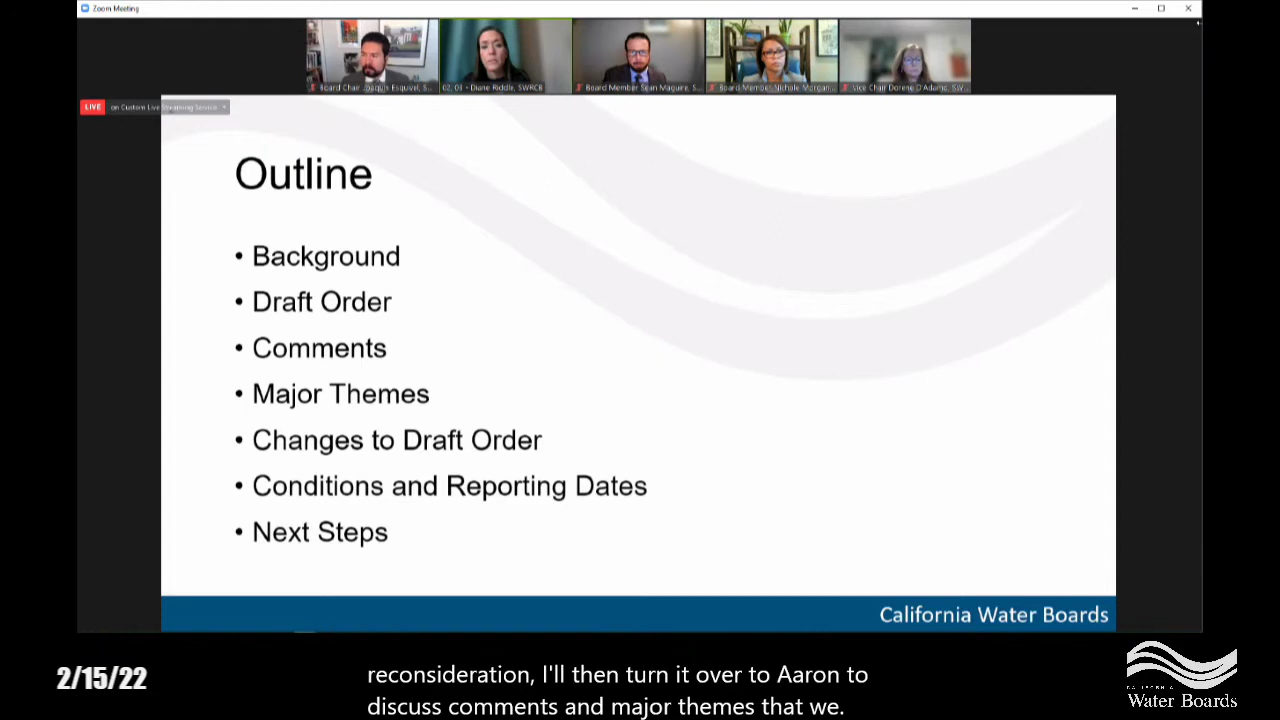 Zoom Meeting
Board Chair Joaquin Esquivel, S...
02, 03 - Diane Riddle, SWRCB
Board Member Sean Maguire, S...
Board Member Nichole Morgan...
Vice Chair Dorene D'Adamo, SW...
LIVE on Custom Live Streaming Service
Outline
• Background
• Draft Order
• Comments
• Major Themes
• Changes to Draft Order
• Conditions and Reporting Dates
• Next Steps
California Water Boards
2/15/22
reconsideration, I'll then turn it over to Aaron to
discuss comments and major themes that we.
CALIFORNIA
Water Boards